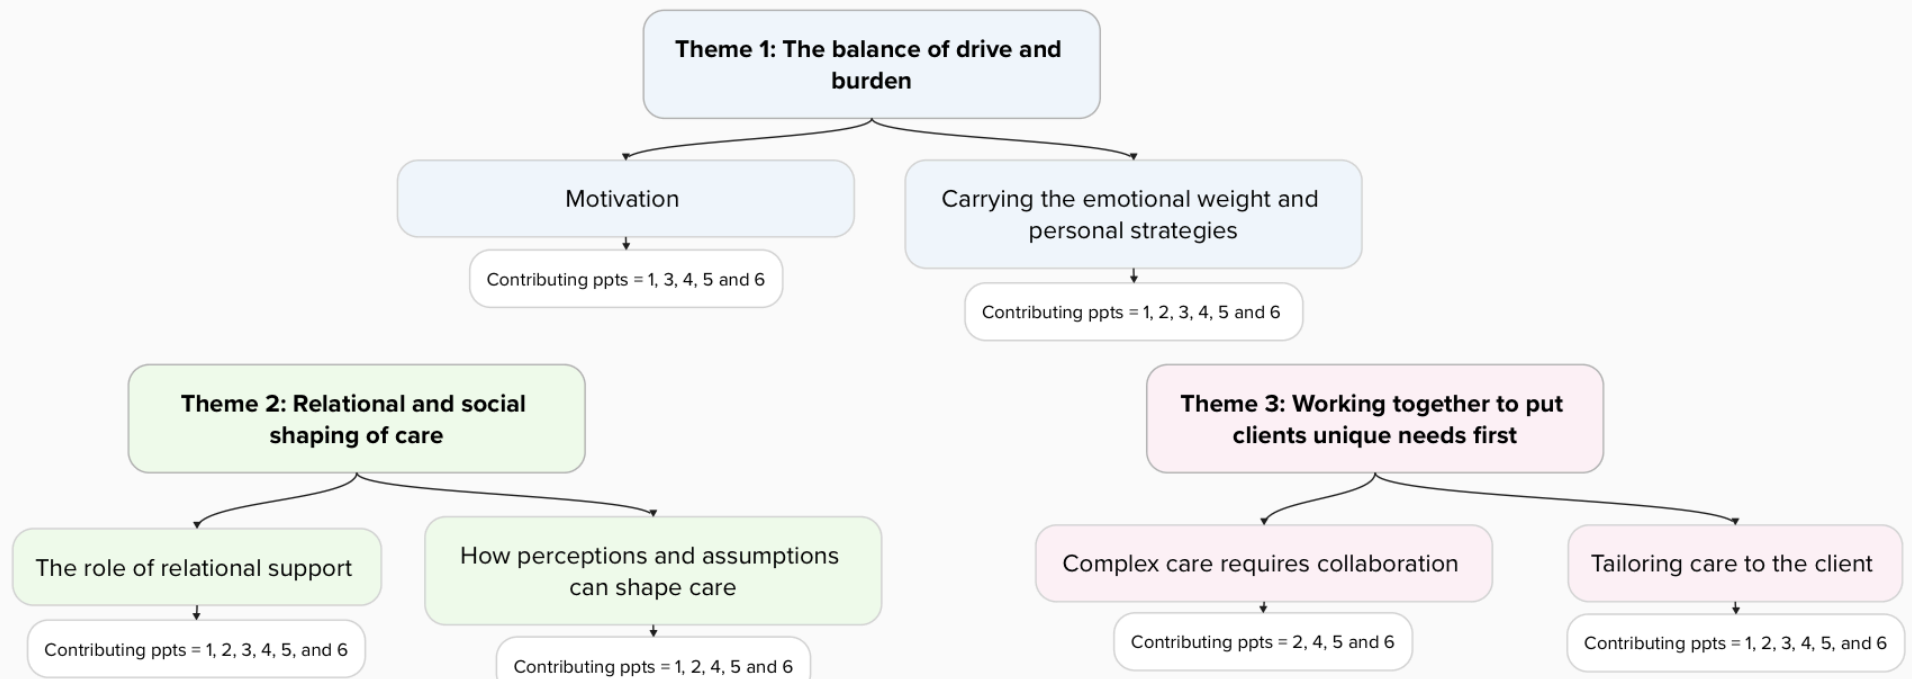 Theme 1: The balance of drive and
burden
Motivation
Contributing ppts = 1, 3, 4, 5 and 6
Carrying the emotional weight and
personal strategies
Contributing ppts = 1, 2, 3, 4, 5 and 6
Theme 2: Relational and social
shaping of care
The role of relational support
Contributing ppts = 1, 2, 3, 4, 5, and 6
How perceptions and assumptions
can shape care
Contributing ppts = 1, 2, 4, 5 and 6
Theme 3: Working together to put
clients unique needs first
Complex care requires collaboration
Contributing ppts = 2, 4, 5 and 6
Tailoring care to the client
Contributing ppts = 1, 2, 3, 4, 5, and 6